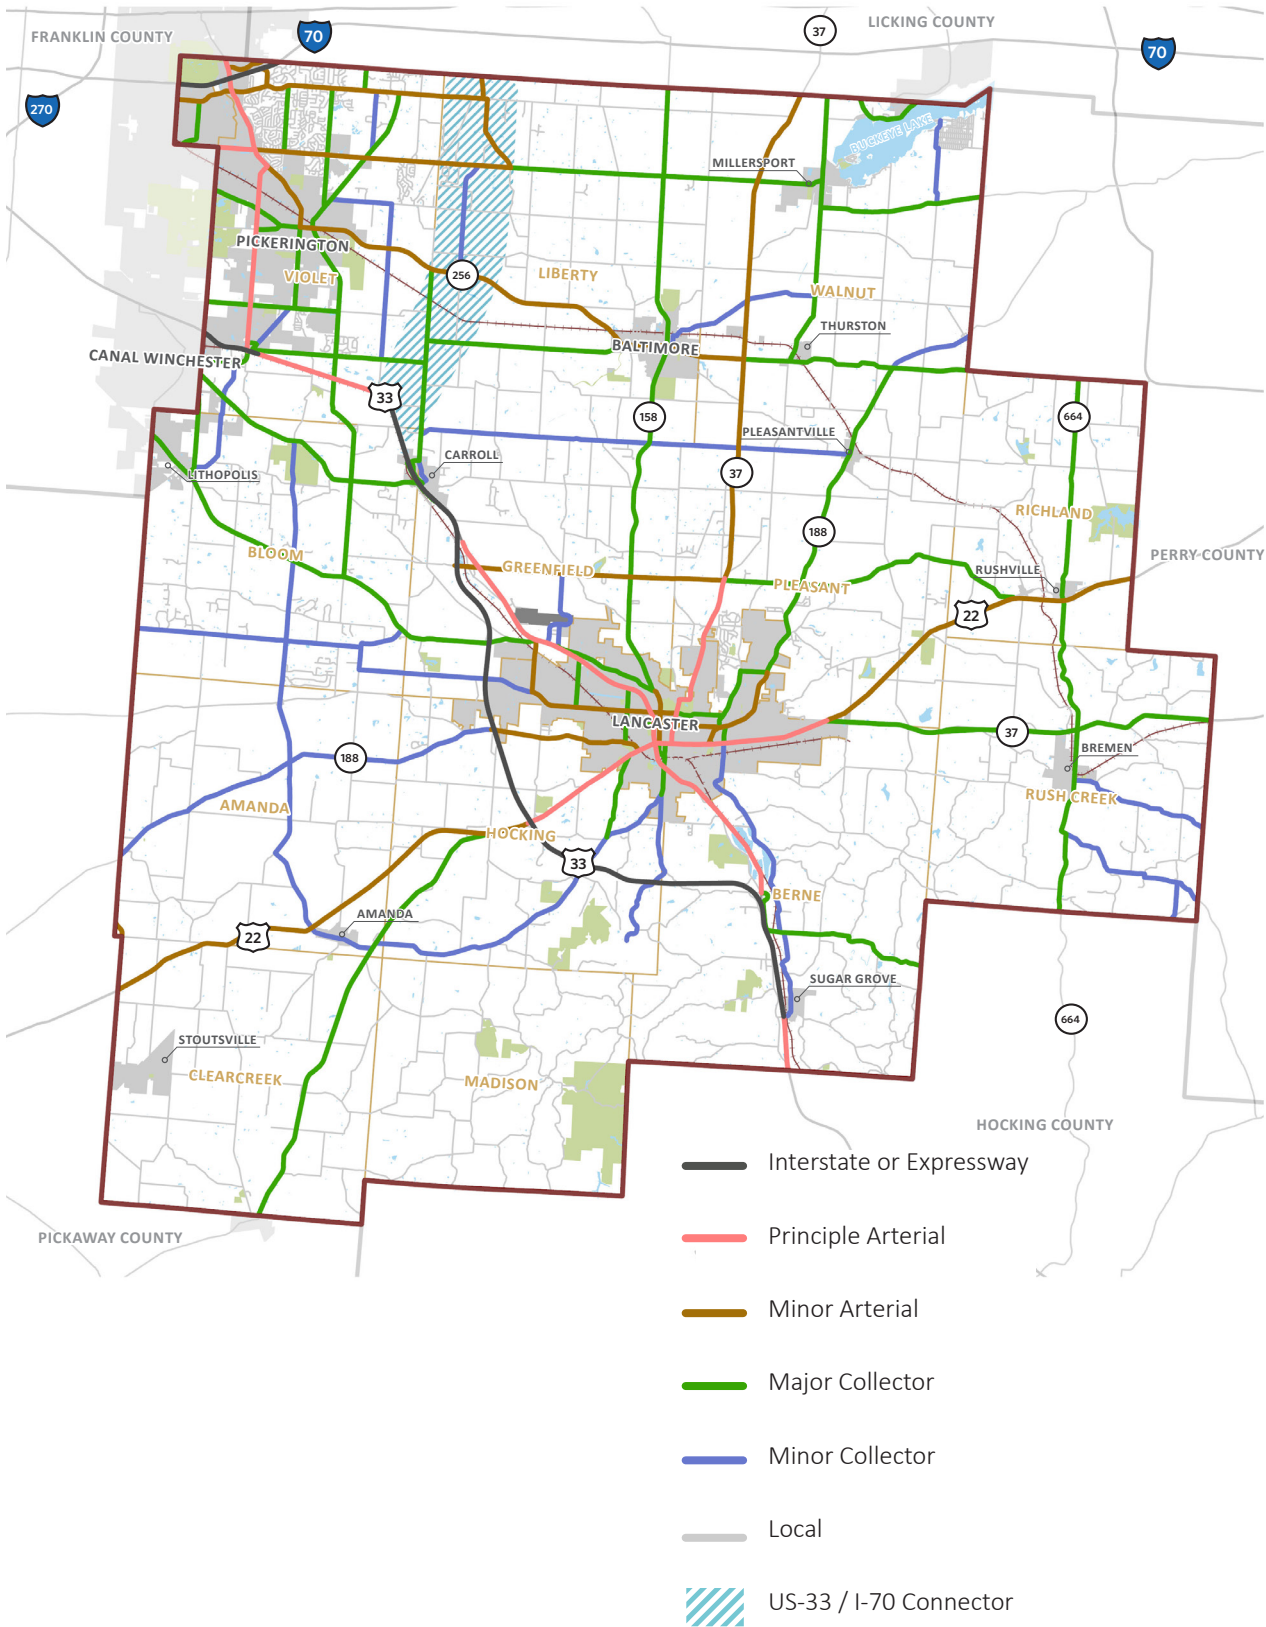 LICKING COUNTY
FRANKLIN COUNTY
70
37
70
270
BUCKEYE LAKE
MILLERSPORT
PICKERINGTON
VIOLET
256
LIBERTY
WALNUT
THURSTON
BALTIMORE
CANAL WINCHESTER
33
158
664
PLEASANTVILLE
CARROLL
37
LITHOPOLIS
RICHLAND
188
BLOOM
PERRY COUNTY
GREENFIELD
RUSHVILLE
PLEASANT
22
LANCASTER
37
BREMEN
188
RUSH CREEK
AMANDA
HOCKING
33
BERNE
AMANDA
22
SUGAR GROVE
664
STOUTSVILLE
CLEARCREEK
MADISON
HOCKING COUNTY
PICKAWAY COUNTY
Interstate or Expressway
Principle Arterial
Minor Arterial
Major Collector
Minor Collector
Local
US-33 / I-70 Connector